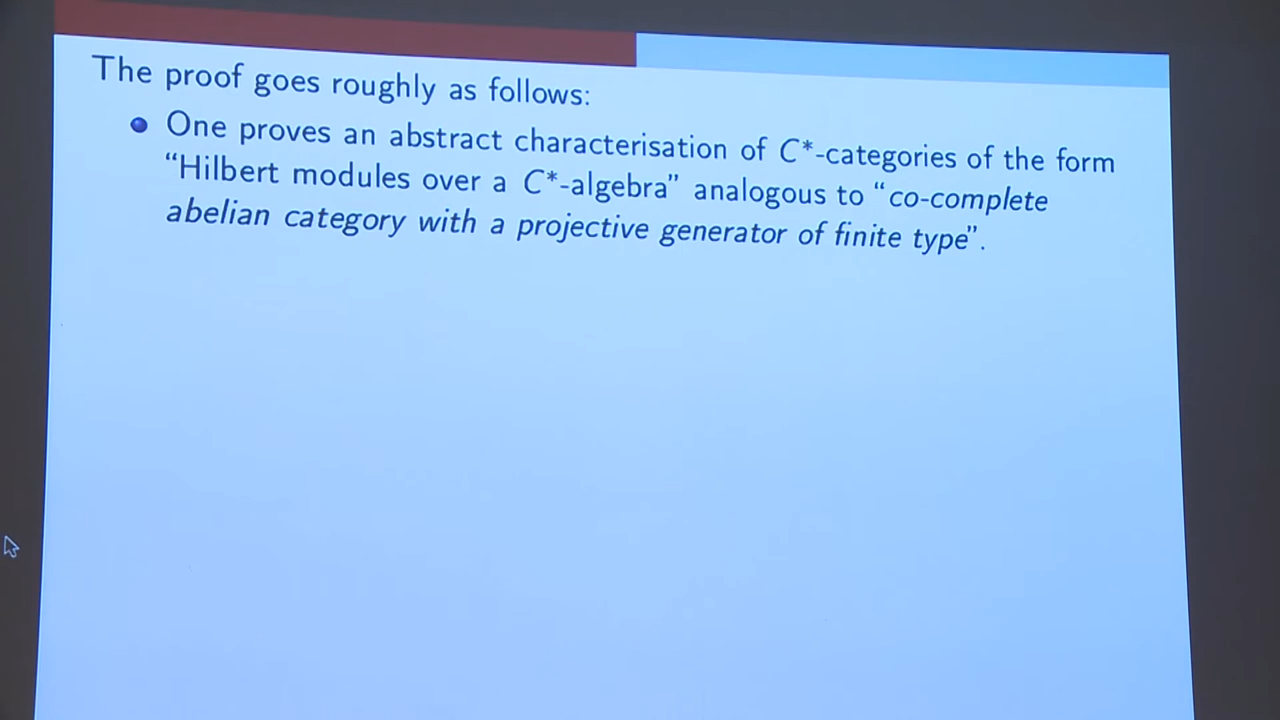 The proof goes roughly as follows:
One proves an abstract characterisation of C*-categories of the form
“Hilbert modules over a C*-algebra” analogous to “co-complete
abelian category with a projective generator of finite type”.